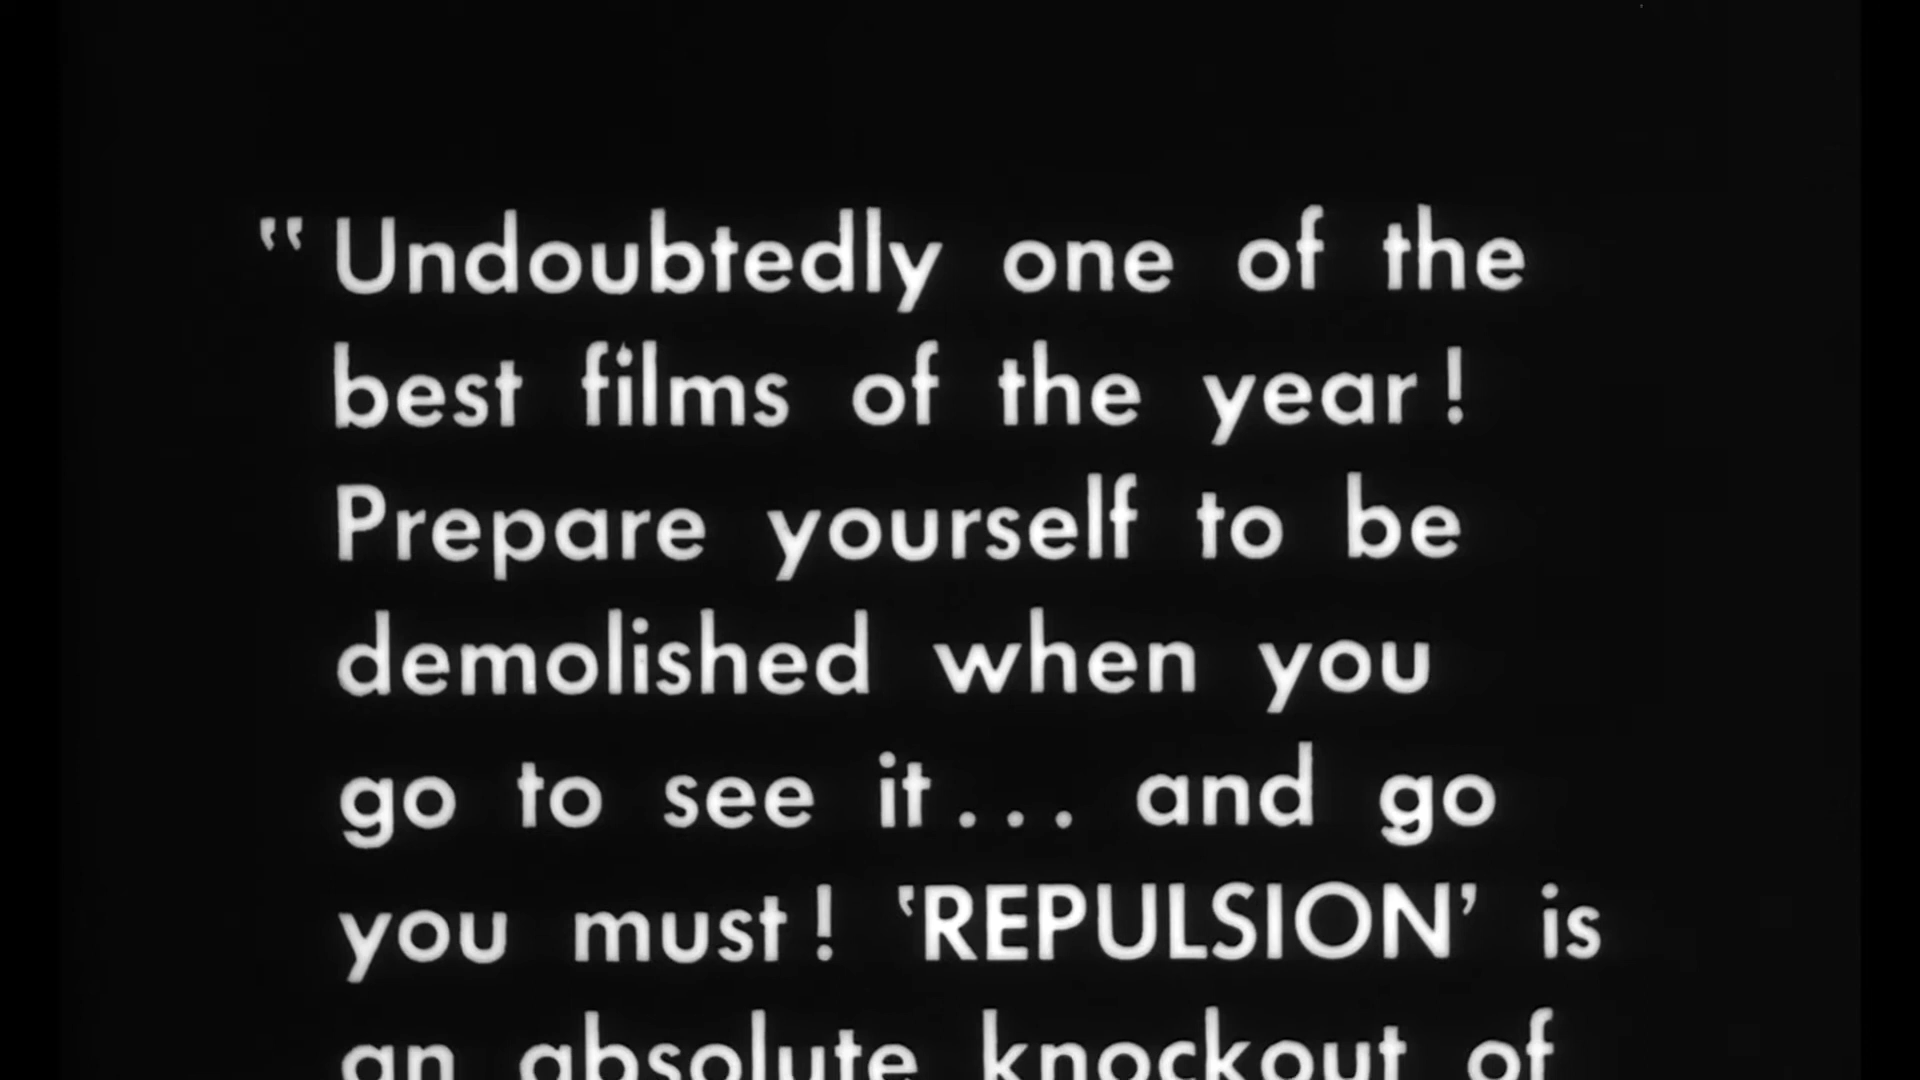 "Undoubtedly one of the
best films of the year!
Prepare yourself to be
demolished when you
go to see it... and go
you must! 'REPULSION' is
an absolute knockout of